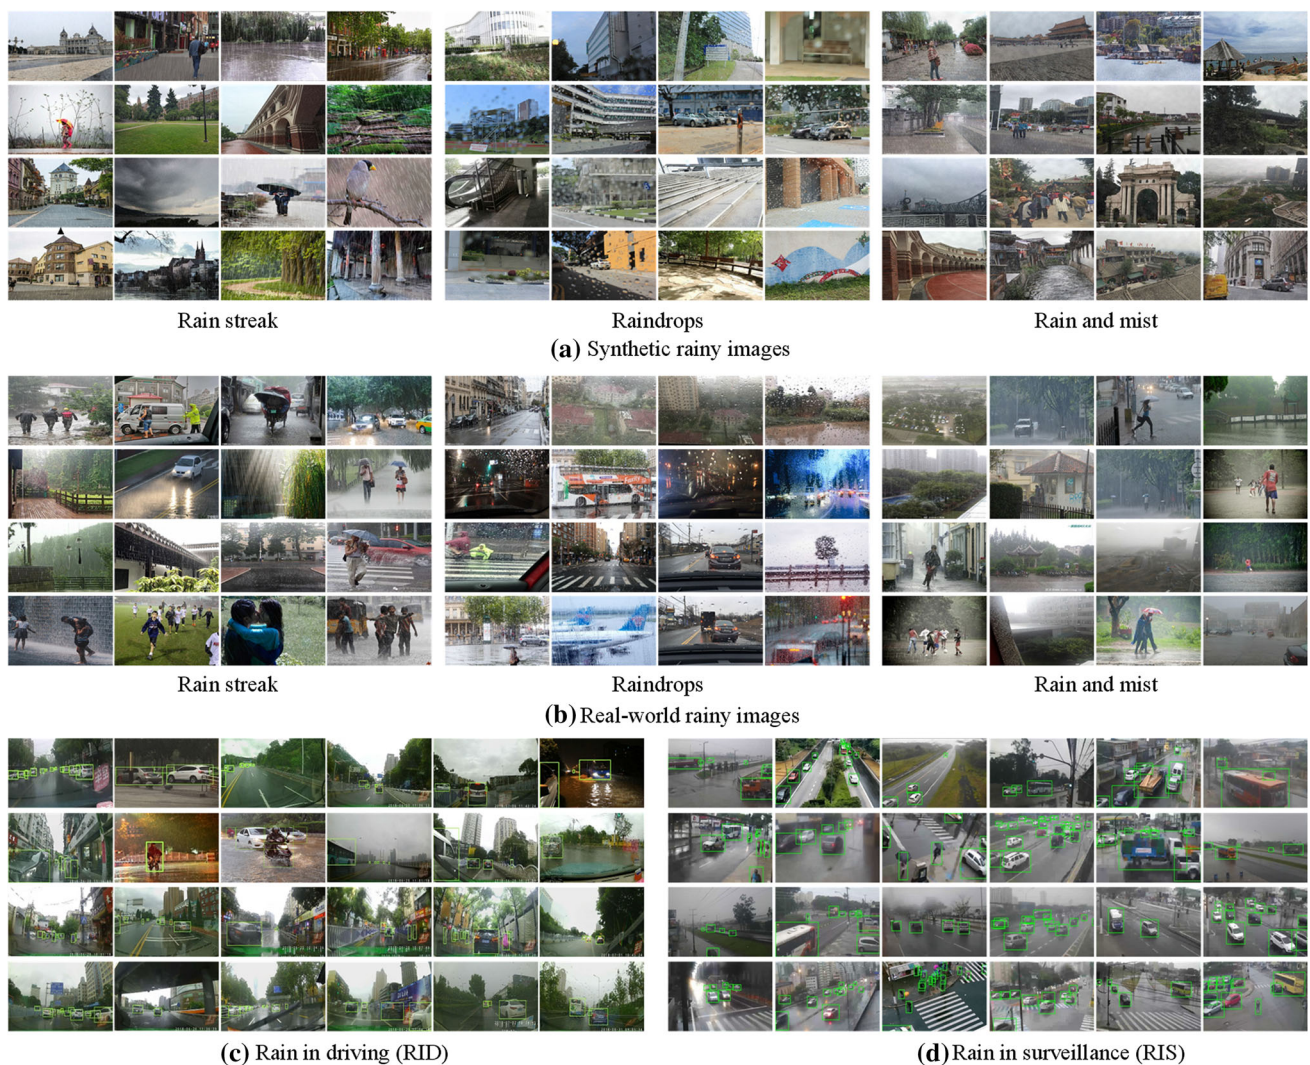 Rain streak
Raindrops
Rain and mist
(a) Synthetic rainy images
Rain streak
Raindrops
Rain and mist
(b) Real-world rainy images
(c) Rain in driving (RID)
(d) Rain in surveillance (RIS)